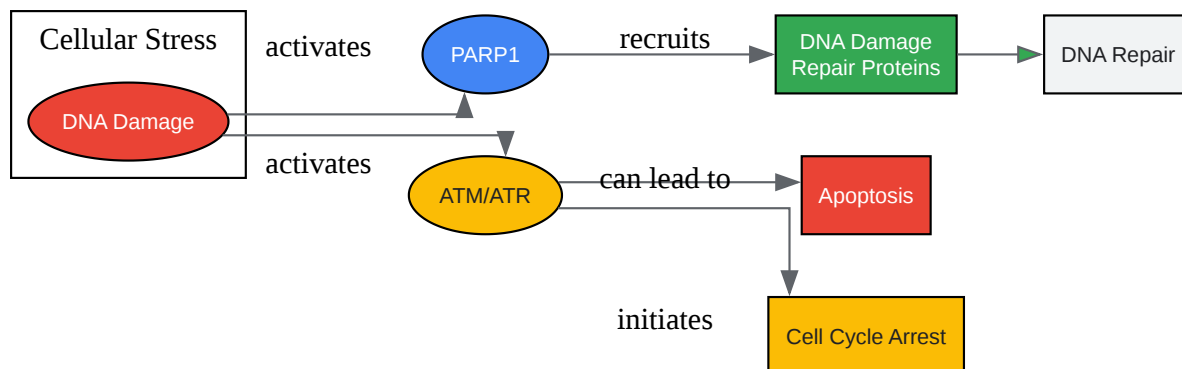 Cellular Stress
activates
PARP1
recruits
DNA Damage
Repair Proteins
DNA Repair
DNA Damage
activates
ATM/ATR
can lead to
Apoptosis
initiates
Cell Cycle Arrest